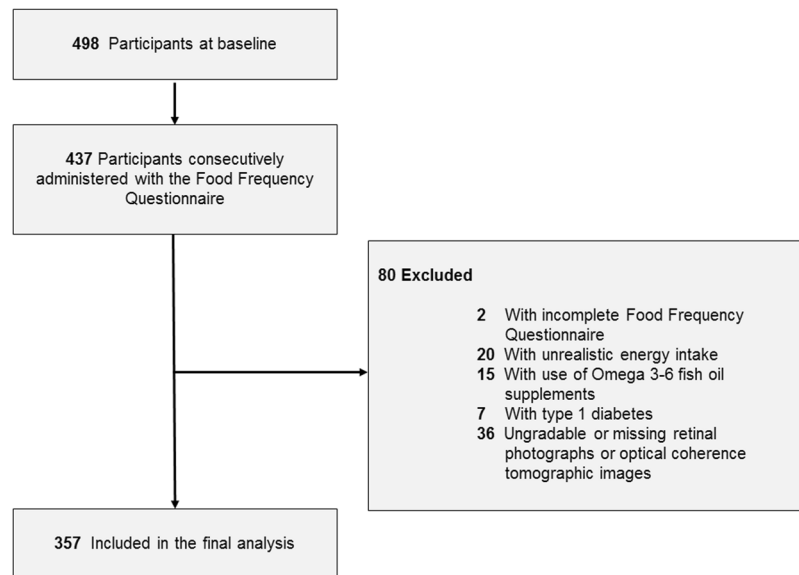 498 Participants at baseline
437 Participants consecutively
administered with the Food Frequency
Questionnaire
80 Excluded
2 With incomplete Food Frequency
Questionnaire
20 With unrealistic energy intake
15 With use of Omega 3-6 fish oil
supplements
7 With type 1 diabetes
36 Ungradable or missing retinal
photographs or optical coherence
tomographic images
357 Included in the final analysis